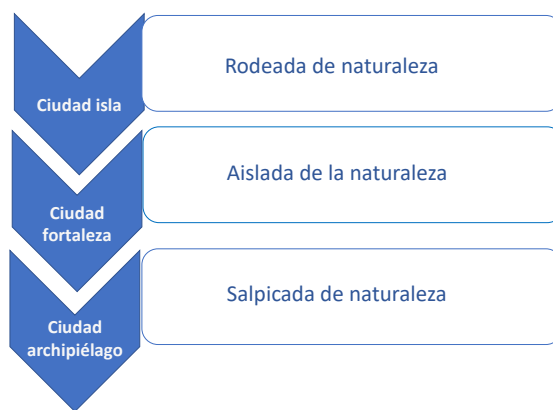 Rodeada de naturaleza
Ciudad isla
Aislada de la naturaleza
Ciudad
fortaleza
Salpicada de naturaleza
Ciudad
archipiélago